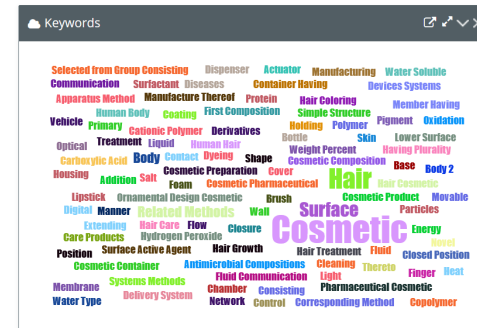 Keywords
Selected from Group Consisting Dispenser Actuator Manufacturing Water Soluble
Communication Surfactant Diseases Container Having Devices Systems
Apparatus Method Manufacture Thereof Protein Hair Coloring Member Having
Human Body Coating First Composition Simple Structure
Vehicle Primary Cationic Polymer Derivatives Holding Polymer Pigment Oxidation
Optical Treatment Liquid Human Hair Bottle Skin Lower Surface
Weight Percent Having Plurality
Carboxylic Acid Body Contact Dyeing Shape Cosmetic Composition Base Body 2
Housing Addition Salt Cosmetic Preparation Cover Hair
Foam Cosmetic Pharmaceutical Hair Cosmetic
Lipstick Ornamental Design Cosmetic Brush Cosmetic Product Movable
Digital Manner Related Methods Wall Surface Particles
Extending Hair Care Flow Closure Cosmetic Energy
Care Products Hydrogen Peroxide Novel
Position Surface Active Agent Hair Growth Hair Treatment Fluid Closed Position
Cosmetic Container Antimicrobial Compositions Cleaning Thereto Finger Heat
Membrane Systems Methods Fluid Communication Light
Chamber Consisting Pharmaceutical Cosmetic
Water Type Delivery System Network Control Corresponding Method Copolymer